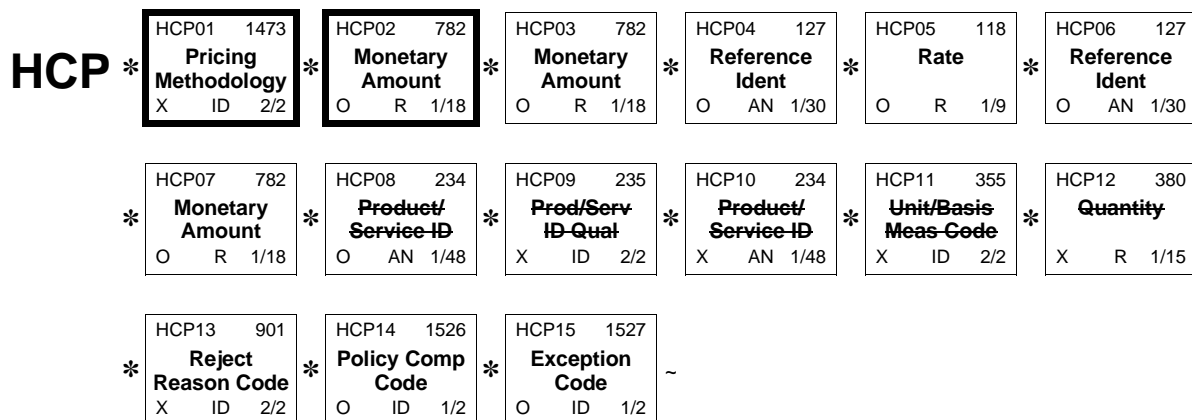 HCP * HCP01 1473 * HCP02 782 * HCP03 782 * HCP04 127 * HCP05 118 * HCP06 127
Pricing Monetary Monetary Reference Rate Reference
Methodology Amount Amount Ident Ident
X ID 2/2 O R 1/18 O R 1/18 O AN 1/30 O R 1/9 O AN 1/30
* HCP07 782 * HCP08 234 * HCP09 235 * HCP10 234 * HCP11 355 * HCP12 380
Monetary Product/ Prod/Serv Product/ Unit/Basis Quantity
Amount Service ID ID Qual Service ID Meas Code
O R 1/18 O AN 1/48 X ID 2/2 X AN 1/48 X ID 2/2 X R 1/15
* HCP13 901 * HCP14 1526 * HCP15 1527 ~
Reject Policy Comp Exception
Reason Code Code Code
X ID 2/2 O ID 1/2 O ID 1/2